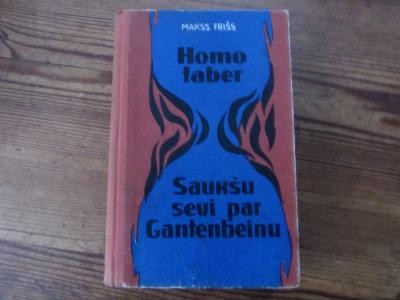 MAKSS FRIŠS
Homo
faber
Saukšu
sevi par
Gantenbeinu